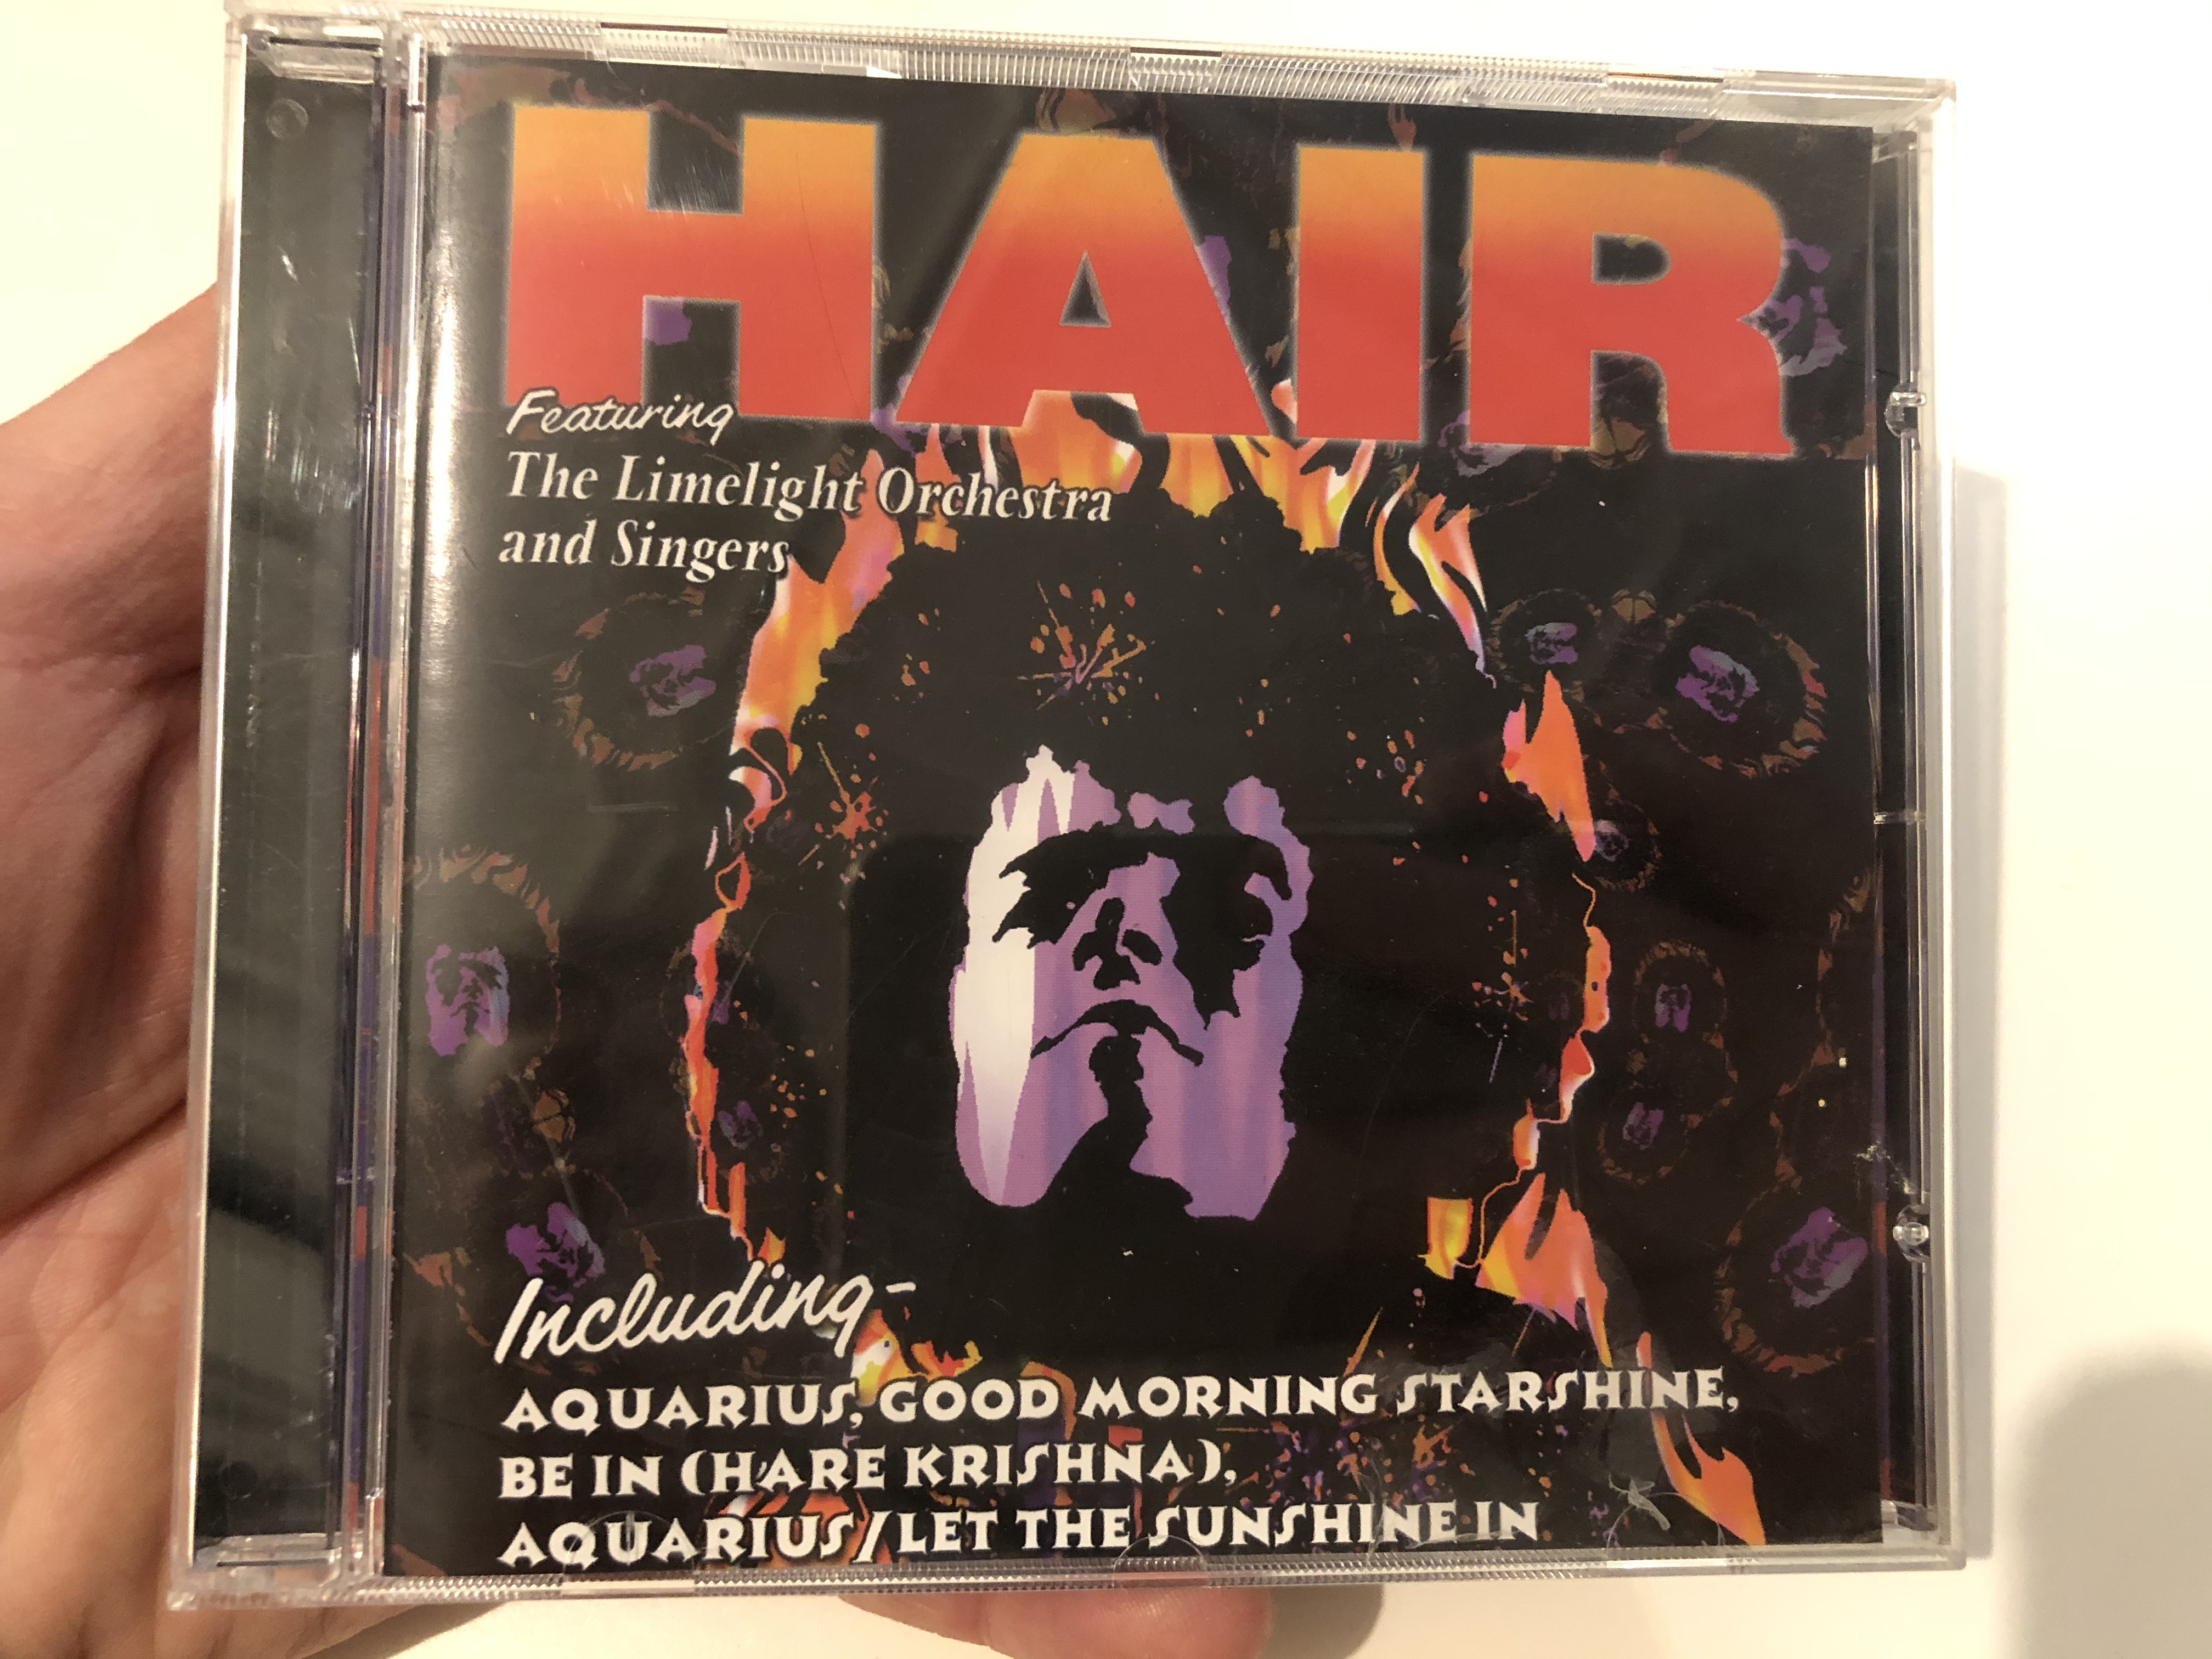 HAIR
Featuring
The Limelight Orchestra
and Singers
Including-
AQUARIUS, GOOD MORNING STARSHINE,
BE IN (HARE KRISHNA),
AQUARIUS/LET THE SUNSHINE IN